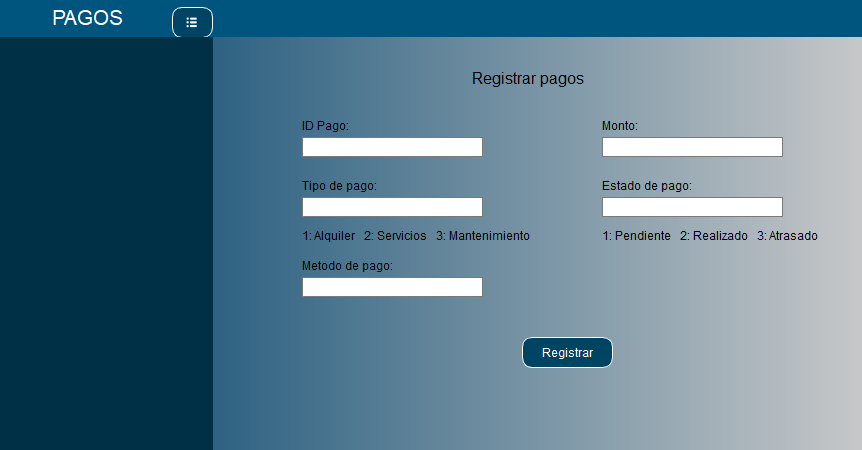 PAGOS
Registrar pagos
ID Pago:
Monto:
Tipo de pago:
Estado de pago:
1: Alquiler 2: Servicios 3: Mantenimiento
1: Pendiente 2: Realizado 3: Atrasado
Metodo de pago:
Registrar